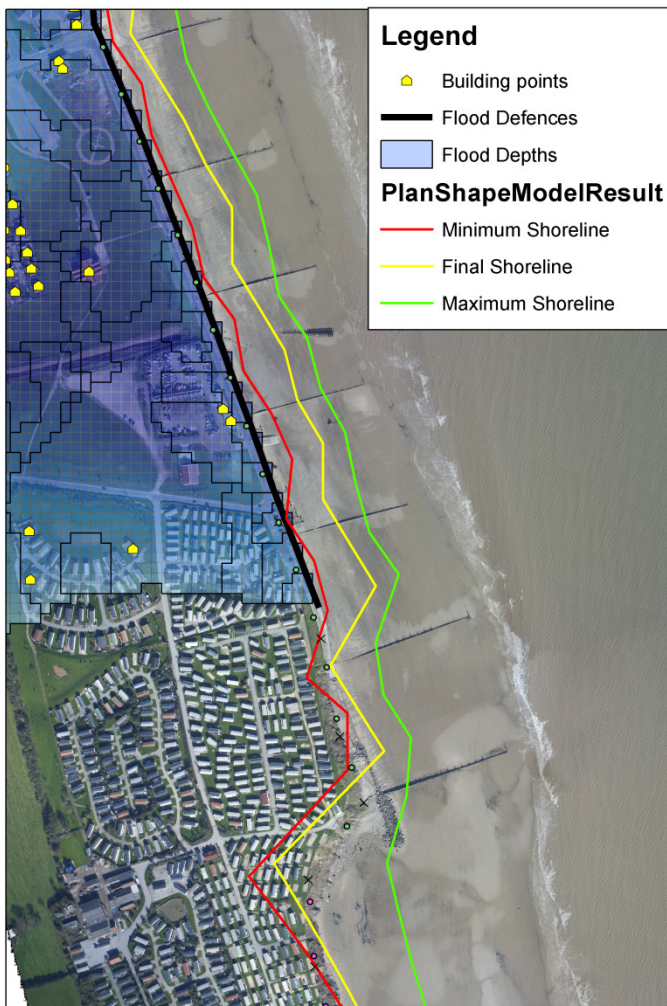 Legend
Building points
Flood Defences
Flood Depths
PlanShapeModelResult
Minimum Shoreline
Final Shoreline
Maximum Shoreline